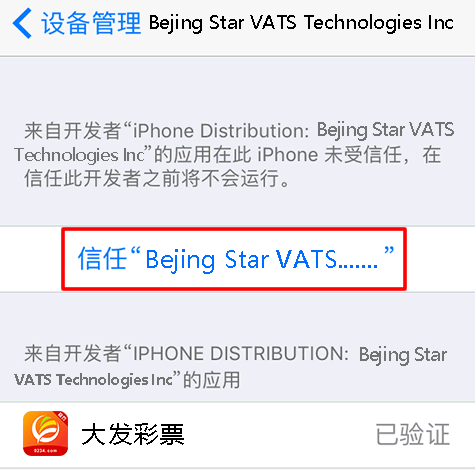 设备管理 Bejing Star VATS Technologies Inc
来自开发者“iPhone Distribution: Bejing Star VATS
Technologies Inc”的应用在此 iPhone 未受信任，在
信任此开发者之前将不会运行。
信任“Bejing Star VATS.......”
来自开发者“IPHONE DISTRIBUTION: Bejing Star
VATS Technologies Inc”的应用
大发彩票 已验证
0234.com